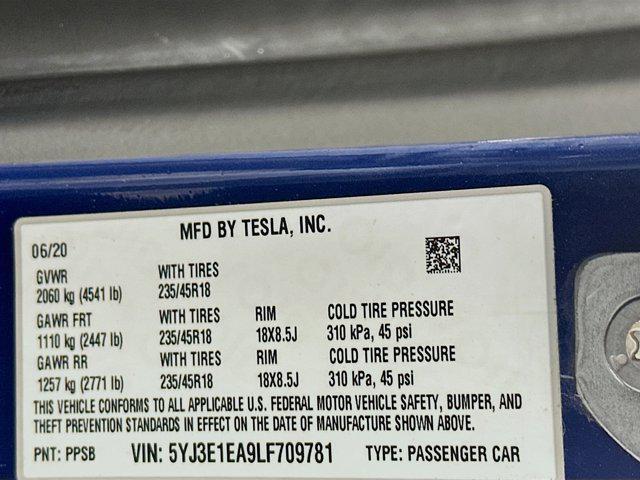 MFD BY TESLA, INC.
06/20
GVWR WITH TIRES
2060 kg (4541 lb) 235/45R18
GAWR FRT WITH TIRES RIM COLD TIRE PRESSURE
1110 kg (2447 lb) 235/45R18 18X8.5J 310 kPa, 45 psi
GAWR RR WITH TIRES RIM COLD TIRE PRESSURE
1257 kg (2771 lb) 235/45R18 18X8.5J 310 kPa, 45 psi
THIS VEHICLE CONFORMS TO ALL APPLICABLE U.S. FEDERAL MOTOR VEHICLE SAFETY, BUMPER, AND
THEFT PREVENTION STANDARDS IN EFFECT ON THE DATE OF MANUFACTURE SHOWN ABOVE.
PNT: PPSB VIN: 5YJ3E1EA9LF709781 TYPE: PASSENGER CAR